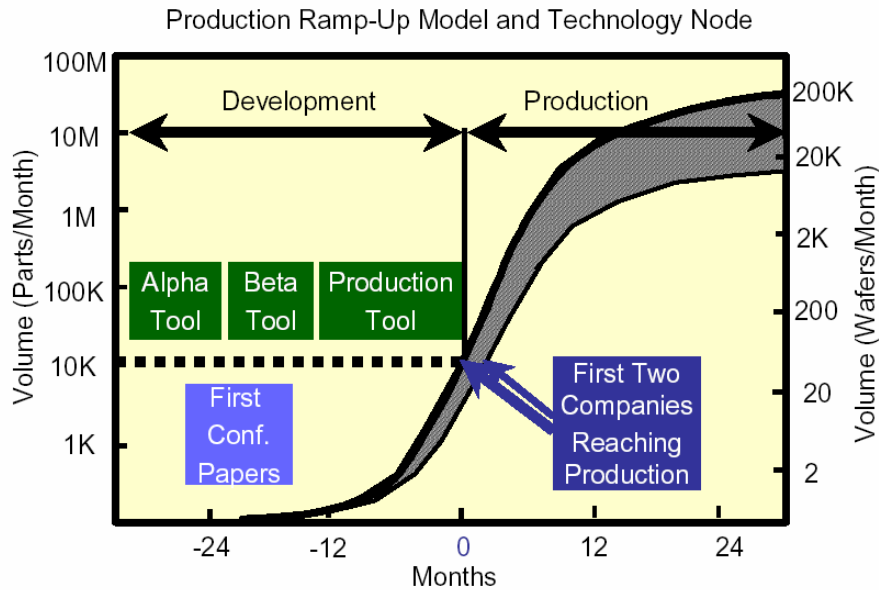 Production Ramp-Up Model and Technology Node
Volume (Parts/Month)
100M
10M
1M
100K
10K
1K
Development
Production
Alpha
Tool
Beta
Tool
Production
Tool
First
Conf.
Papers
First Two
Companies
Reaching
Production
200K
20K
2K
200
20
2
Volume (Wafers/Month)
-24
-12
0
12
24
Months